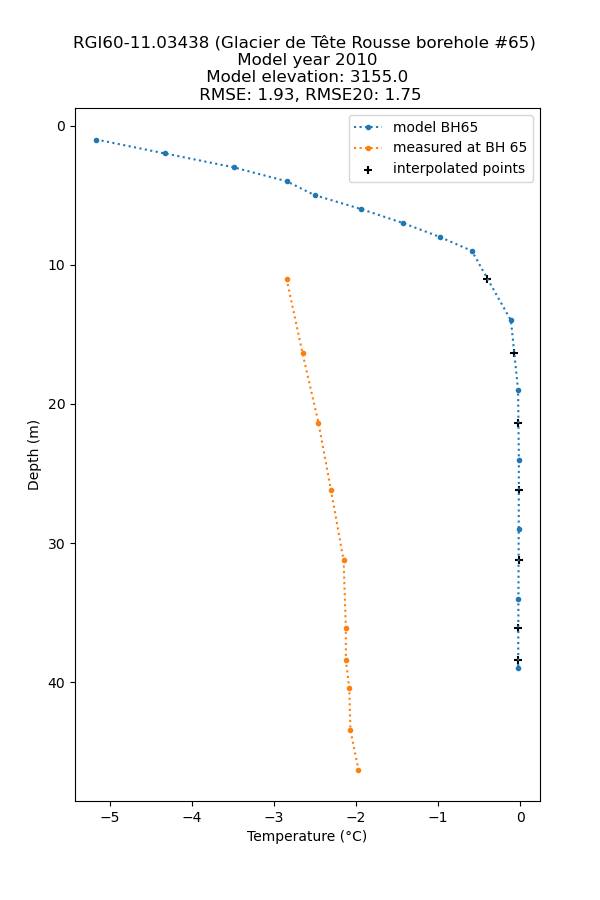 RGI60-11.03438 (Glacier de Tête Rousse borehole #65)
Model year 2010
Model elevation: 3155.0
RMSE: 1.93, RMSE20: 1.75
model BH65
measured at BH 65
interpolated points
0
10
20
30
40
Depth (m)
−5 −4 −3 −2 −1 0
Temperature (°C)